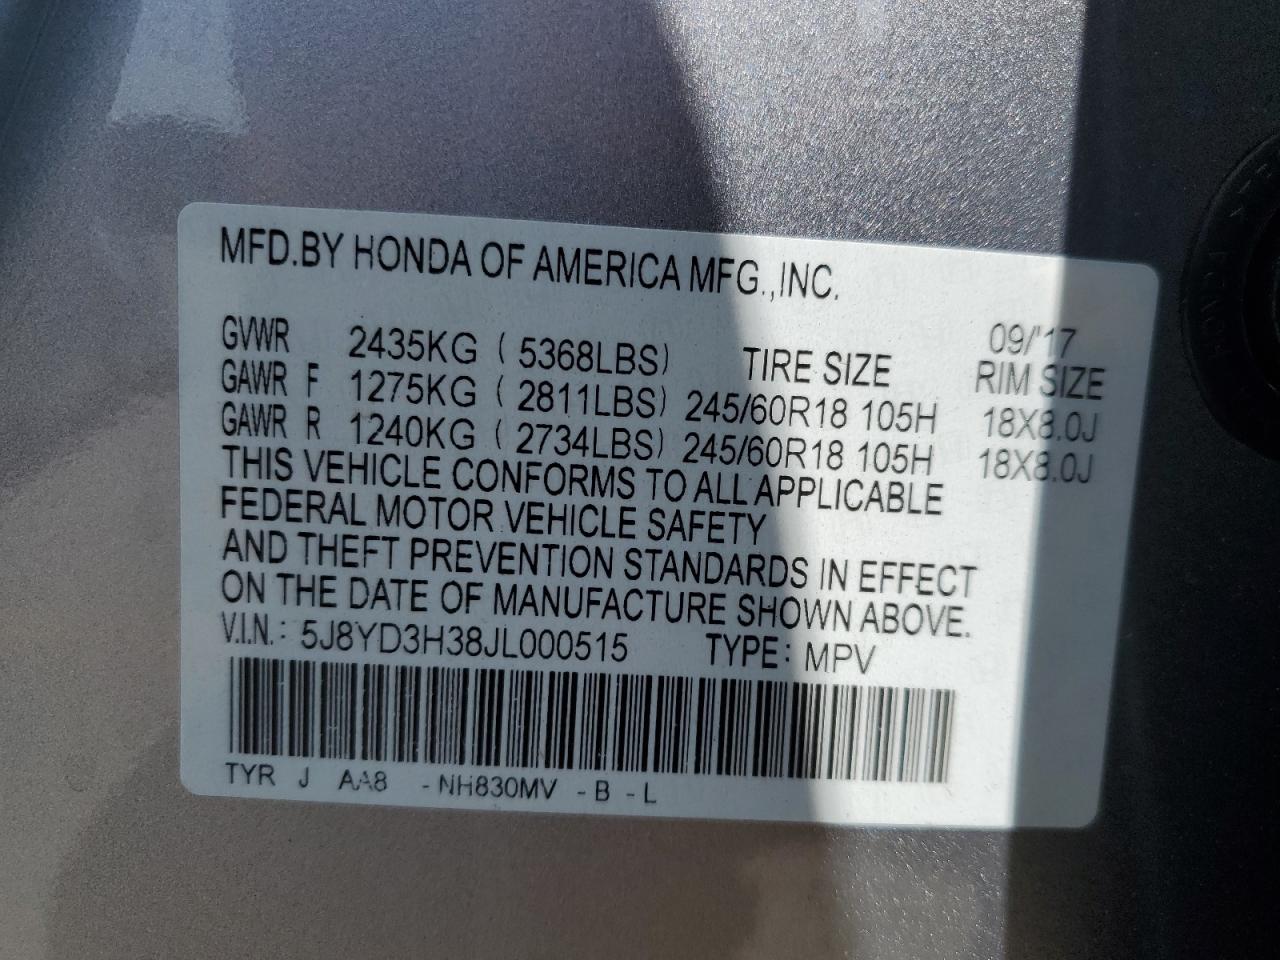 MFD.BY HONDA OF AMERICA MFG.,INC.
09/'17
GVWR 2435KG ( 5368LBS) TIRE SIZE RIM SIZE
GAWR F 1275KG ( 2811LBS) 245/60R18 105H 18X8.0J
GAWR R 1240KG ( 2734LBS) 245/60R18 105H 18X8.0J
THIS VEHICLE CONFORMS TO ALL APPLICABLE
FEDERAL MOTOR VEHICLE SAFETY
AND THEFT PREVENTION STANDARDS IN EFFECT
ON THE DATE OF MANUFACTURE SHOWN ABOVE.
V.I.N.: 5J8YD3H38JL000515 TYPE: MPV
TYR J AA8 -NH830MV -B -L